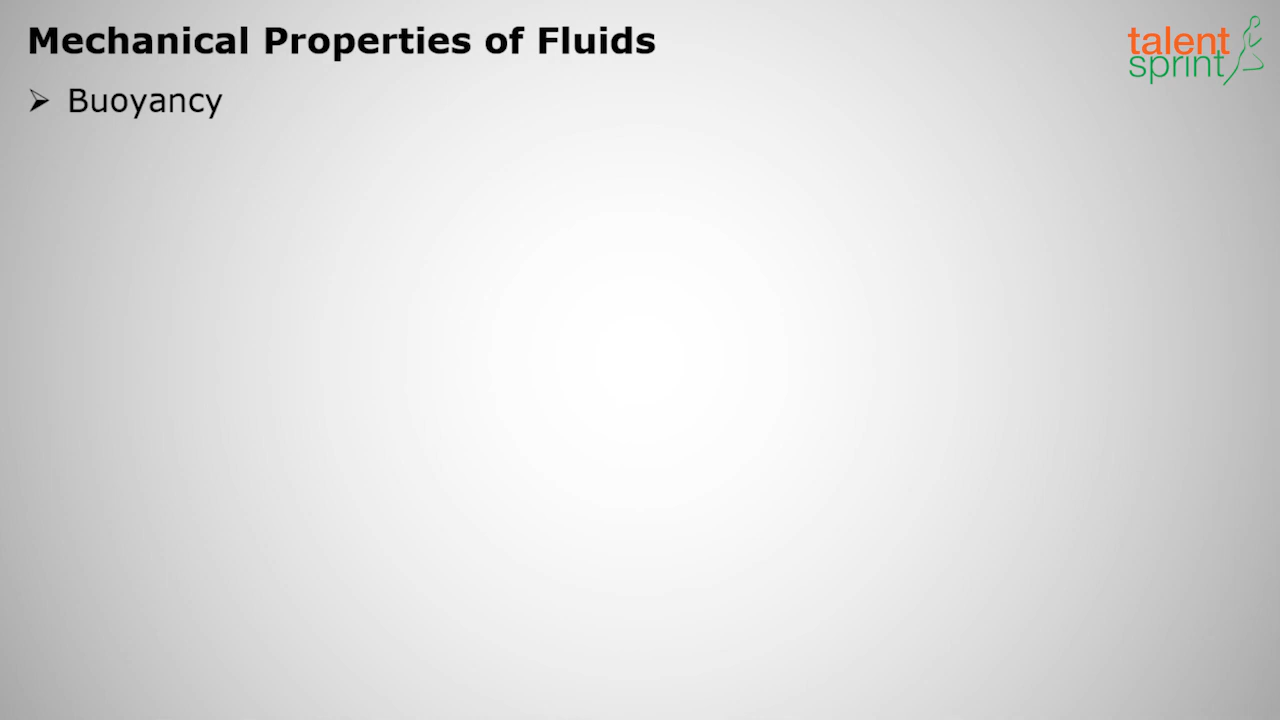 Mechanical Properties of Fluids
talent
sprint
➢ Buoyancy